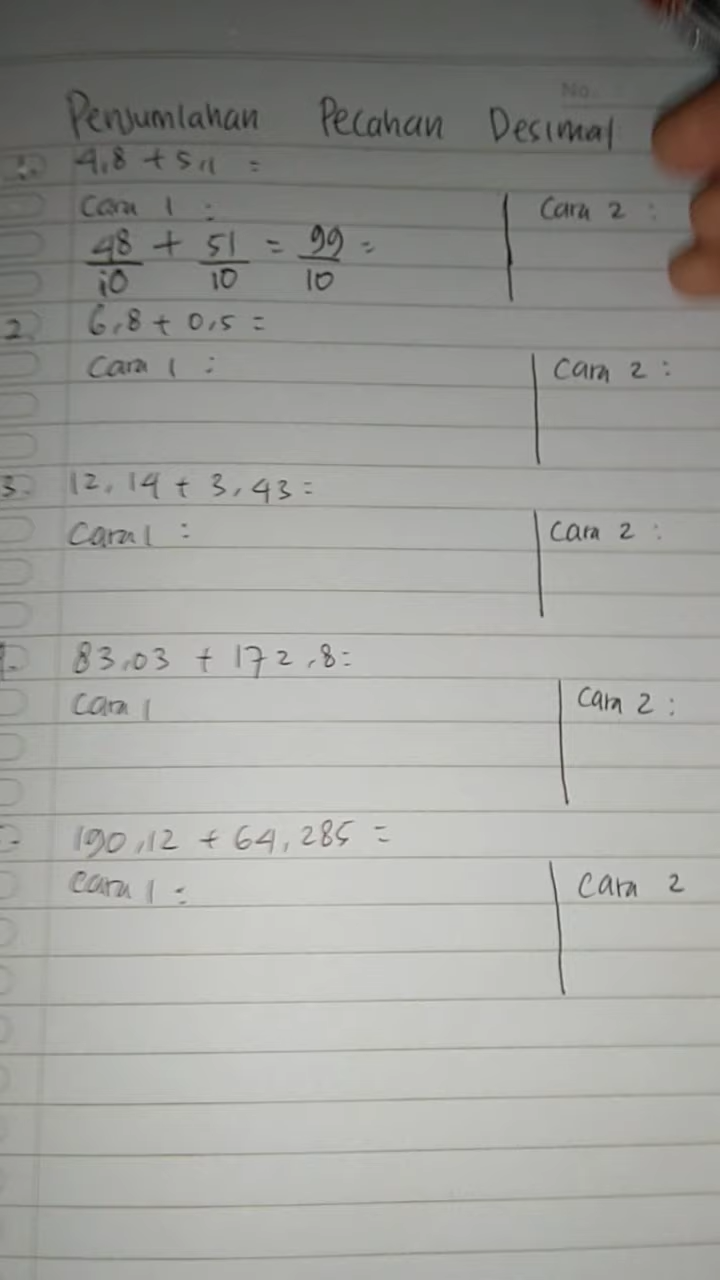 No.
Penjumlahan Pecahan Desimal
1. 4,8 + 5,1 =
Cara 1 : Cara 2 :
48/10 + 51/10 = 99/10 =
2. 6,8 + 0,5 =
Cara 1 : Cara 2 :
3. 12,14 + 3,43 =
Cara 1 : Cara 2 :
83,03 + 172,8 =
Cara 1 Cara 2 :
190,12 + 64,285 =
Cara 1 : Cara 2